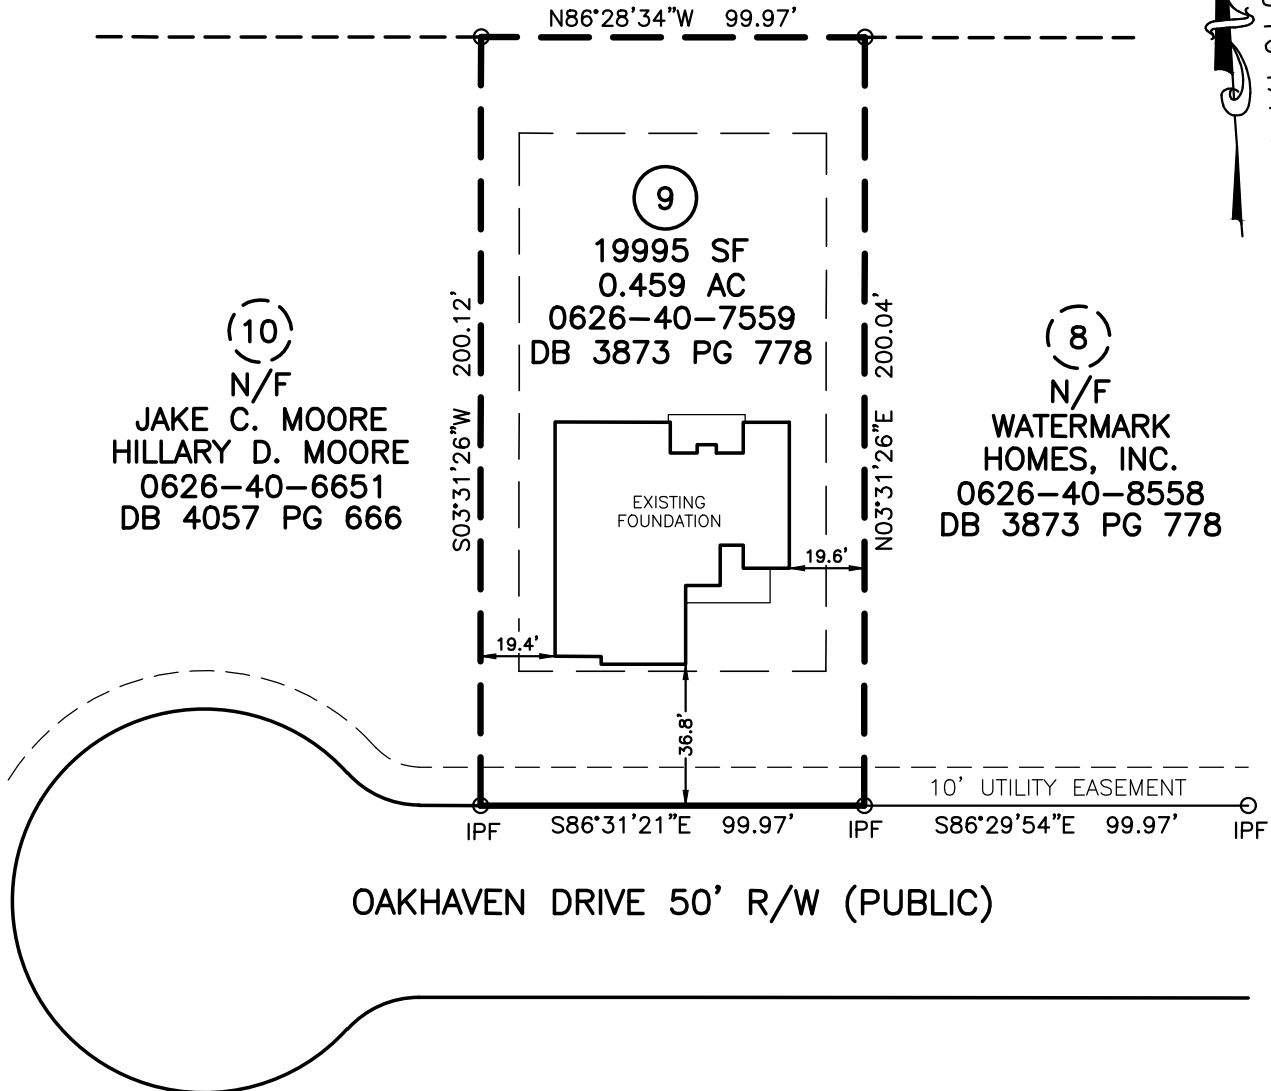 N86°28'34"W 99.97'
9
19995 SF
0.459 AC
0626-40-7559
DB 3873 PG 778
S03°31'26"W 200.12'
N03°31'26"E 200.04'
10
N/F
JAKE C. MOORE
HILLARY D. MOORE
0626-40-6651
DB 4057 PG 666
8
N/F
WATERMARK
HOMES, INC.
0626-40-8558
DB 3873 PG 778
EXISTING
FOUNDATION
19.6'
19.4'
36.8'
10' UTILITY EASEMENT
IPF
S86°31'21"E 99.97'
IPF
S86°29'54"E 99.97'
IPF
OAKHAVEN DRIVE 50' R/W (PUBLIC)